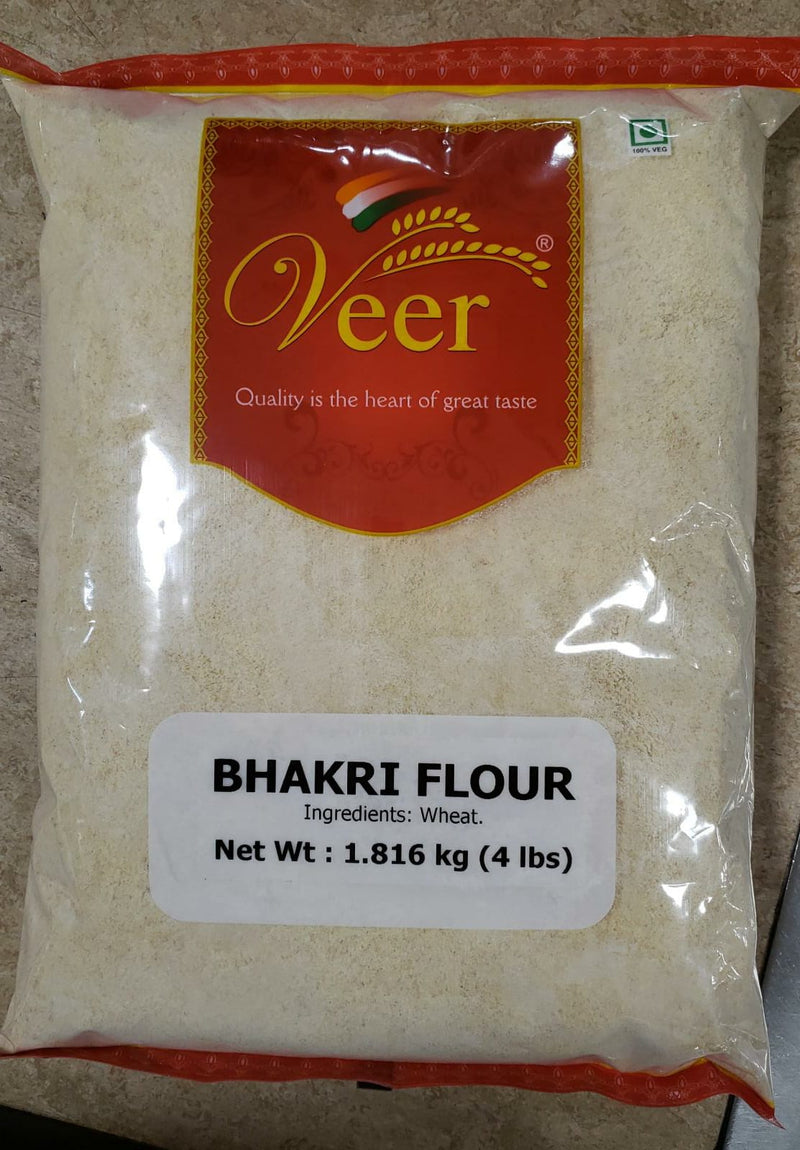 100% VEG
Veer®
Quality is the heart of great taste
BHAKRI FLOUR
Ingredients: Wheat.
Net Wt : 1.816 kg (4 lbs)